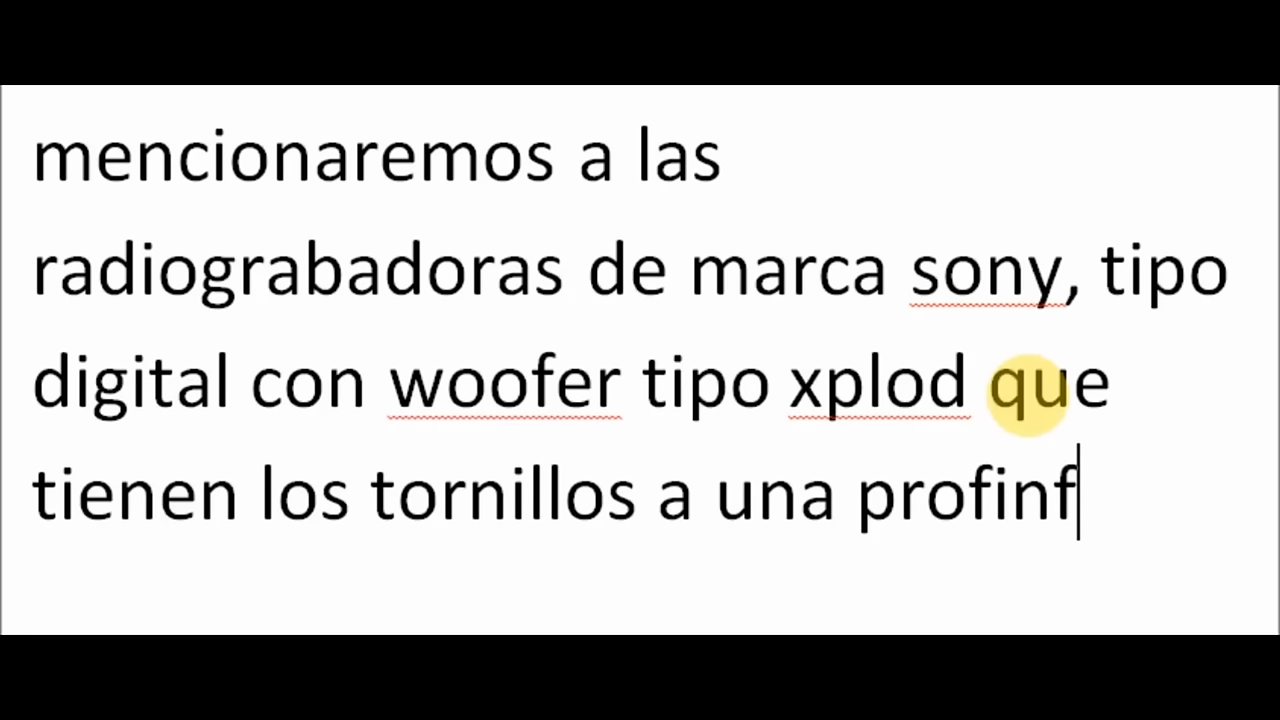 mencionaremos a las
radiograbadoras de marca sony, tipo
digital con woofer tipo xplod que
tienen los tornillos a una profinf